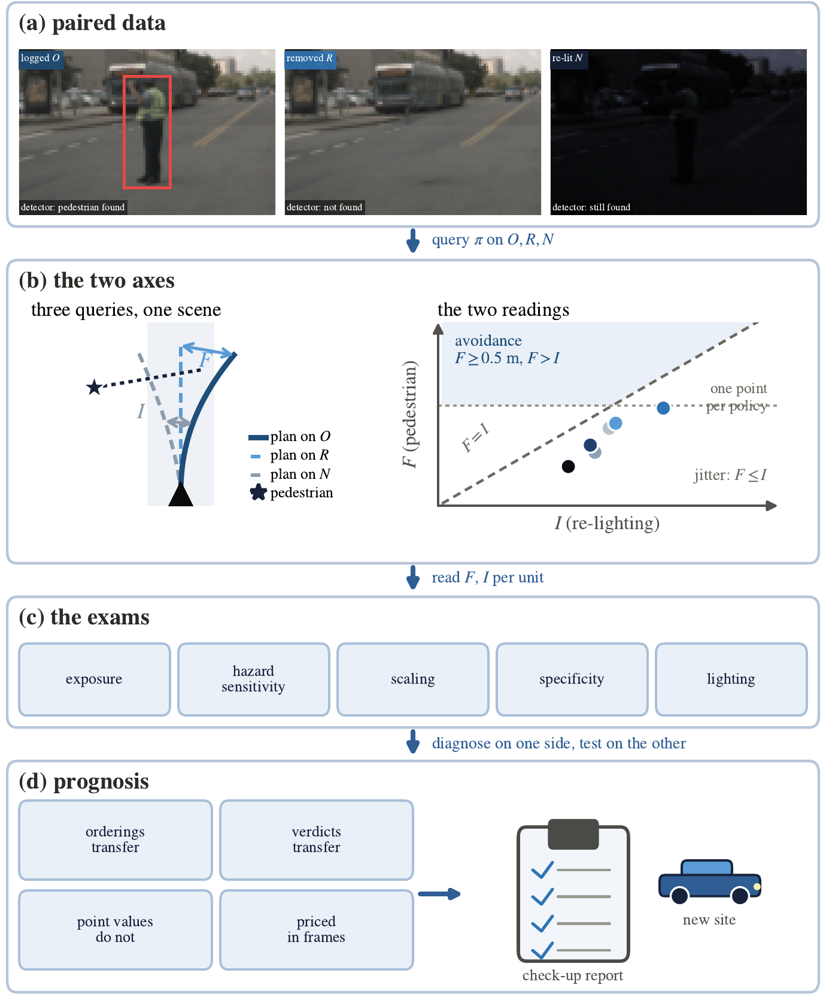 (a) paired data
logged O
removed R
re-lit N
detector: pedestrian found
detector: not found
detector: still found
query π on O, R, N
(b) the two axes
three queries, one scene
F
I
plan on O
plan on R
plan on N
pedestrian
the two readings
avoidance
F ≥ 0.5 m, F > I
one point
per policy
F = I
jitter: F ≤ I
F (pedestrian)
I (re-lighting)
read F, I per unit
(c) the exams
exposure
hazard
sensitivity
scaling
specificity
lighting
diagnose on one side, test on the other
(d) prognosis
orderings
transfer
verdicts
transfer
point values
do not
priced
in frames
check-up report
new site